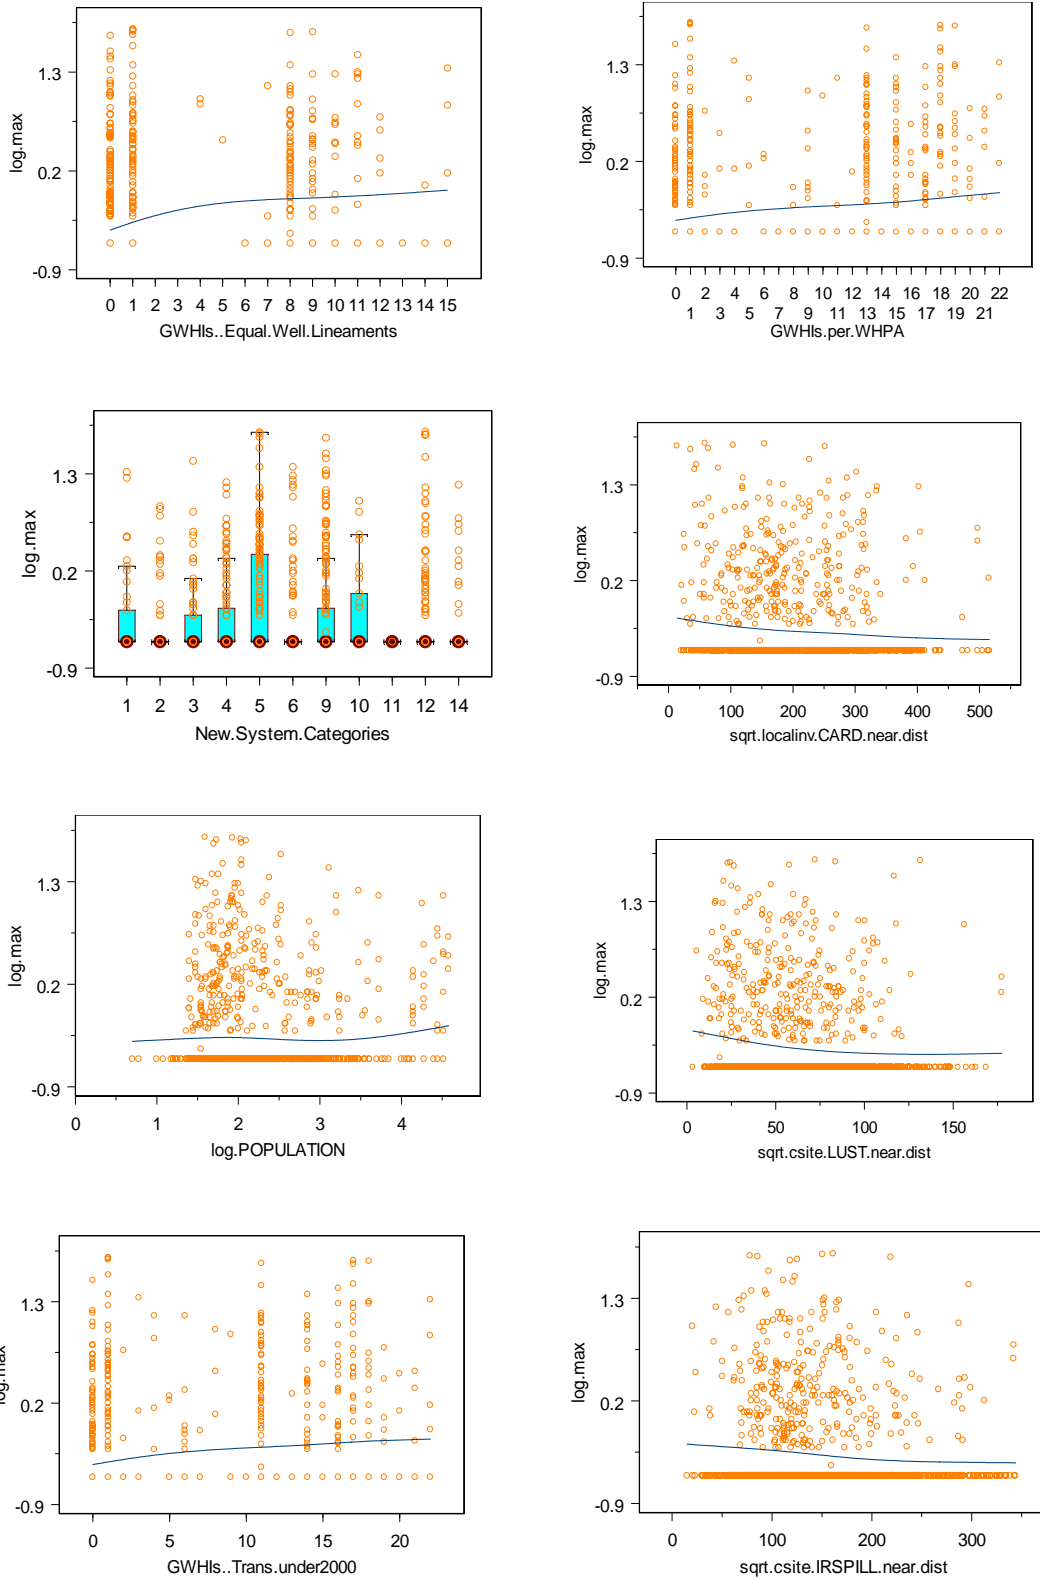 log.max
1.3
0.2
-0.9
0 1 2 3 4 5 6 7 8 9 10 11 12 13 14 15
GWHIs..Equal.Well.Lineaments
log.max
1.3
0.2
-0.9
0 2 4 6 8 10 12 14 16 18 20 22
1 3 5 7 9 11 13 15 17 19 21
GWHIs.per.WHPA
log.max
1.3
0.2
-0.9
1 2 3 4 5 6 9 10 11 12 14
New.System.Categories
log.max
1.3
0.2
-0.9
0 100 200 300 400 500
sqrt.localinv.CARD.near.dist
log.max
1.3
0.2
-0.9
0 1 2 3 4
log.POPULATION
log.max
1.3
0.2
-0.9
0 50 100 150
sqrt.csite.LUST.near.dist
log.max
1.3
0.2
-0.9
0 5 10 15 20
GWHIs..Trans.under2000
log.max
1.3
0.2
-0.9
0 100 200 300
sqrt.csite.IRSPILL.near.dist